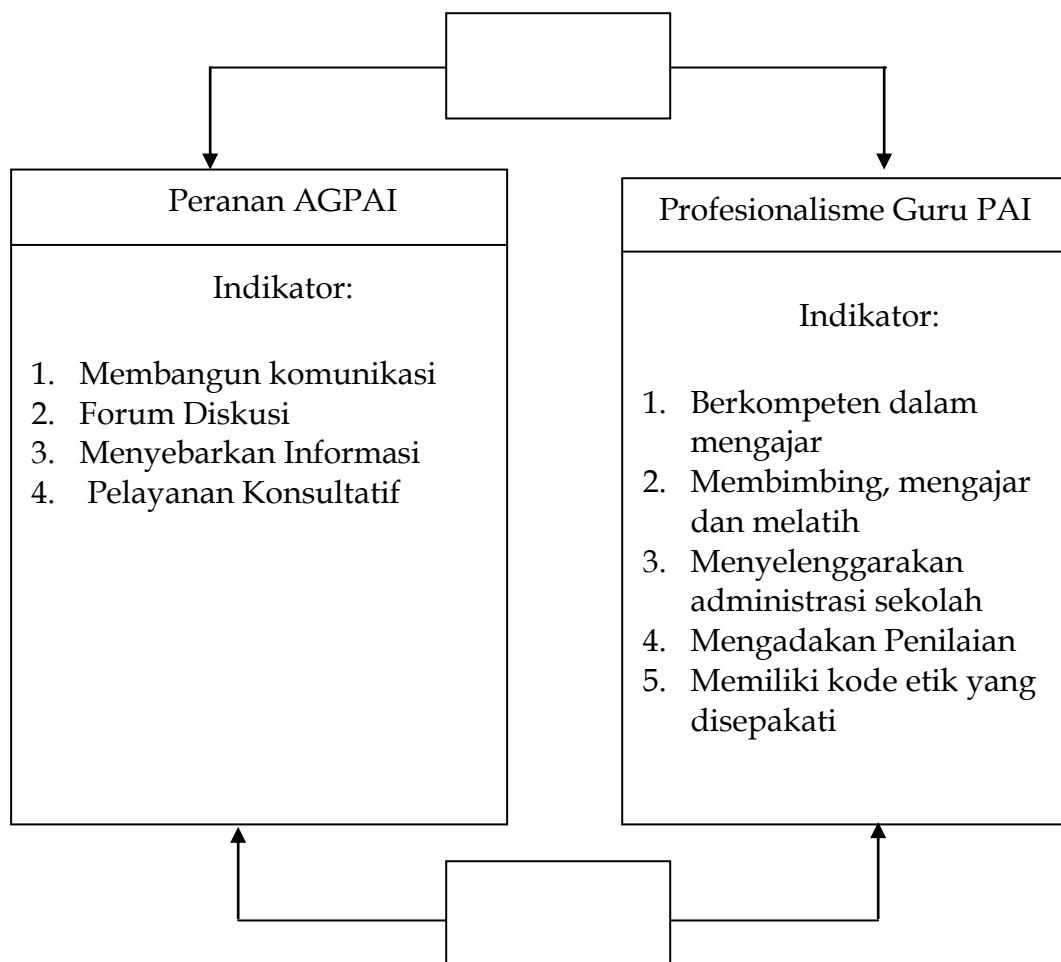 Peranan AGPAI
Indikator:
1. Membangun komunikasi
2. Forum Diskusi
3. Menyebarkan Informasi
4. Pelayanan Konsultatif
Profesionalisme Guru PAI
Indikator:
1. Berkompeten dalam
mengajar
2. Membimbing, mengajar
dan melatih
3. Menyelenggarakan
administrasi sekolah
4. Mengadakan Penilaian
5. Memiliki kode etik yang
disepakati